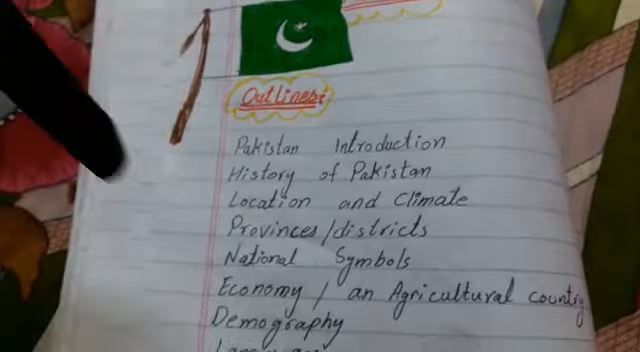 Outlines:
Pakistan Introduction
History of Pakistan
Location and Climate
Provinces/districts
National Symbols
Economy / an Agricultural country
Demography